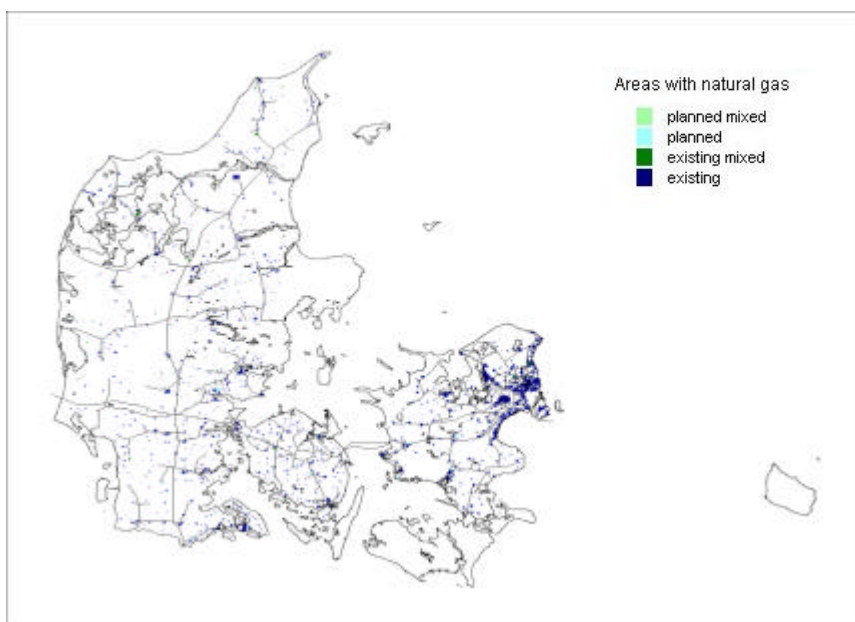 Areas with natural gas
planned mixed
planned
existing mixed
existing